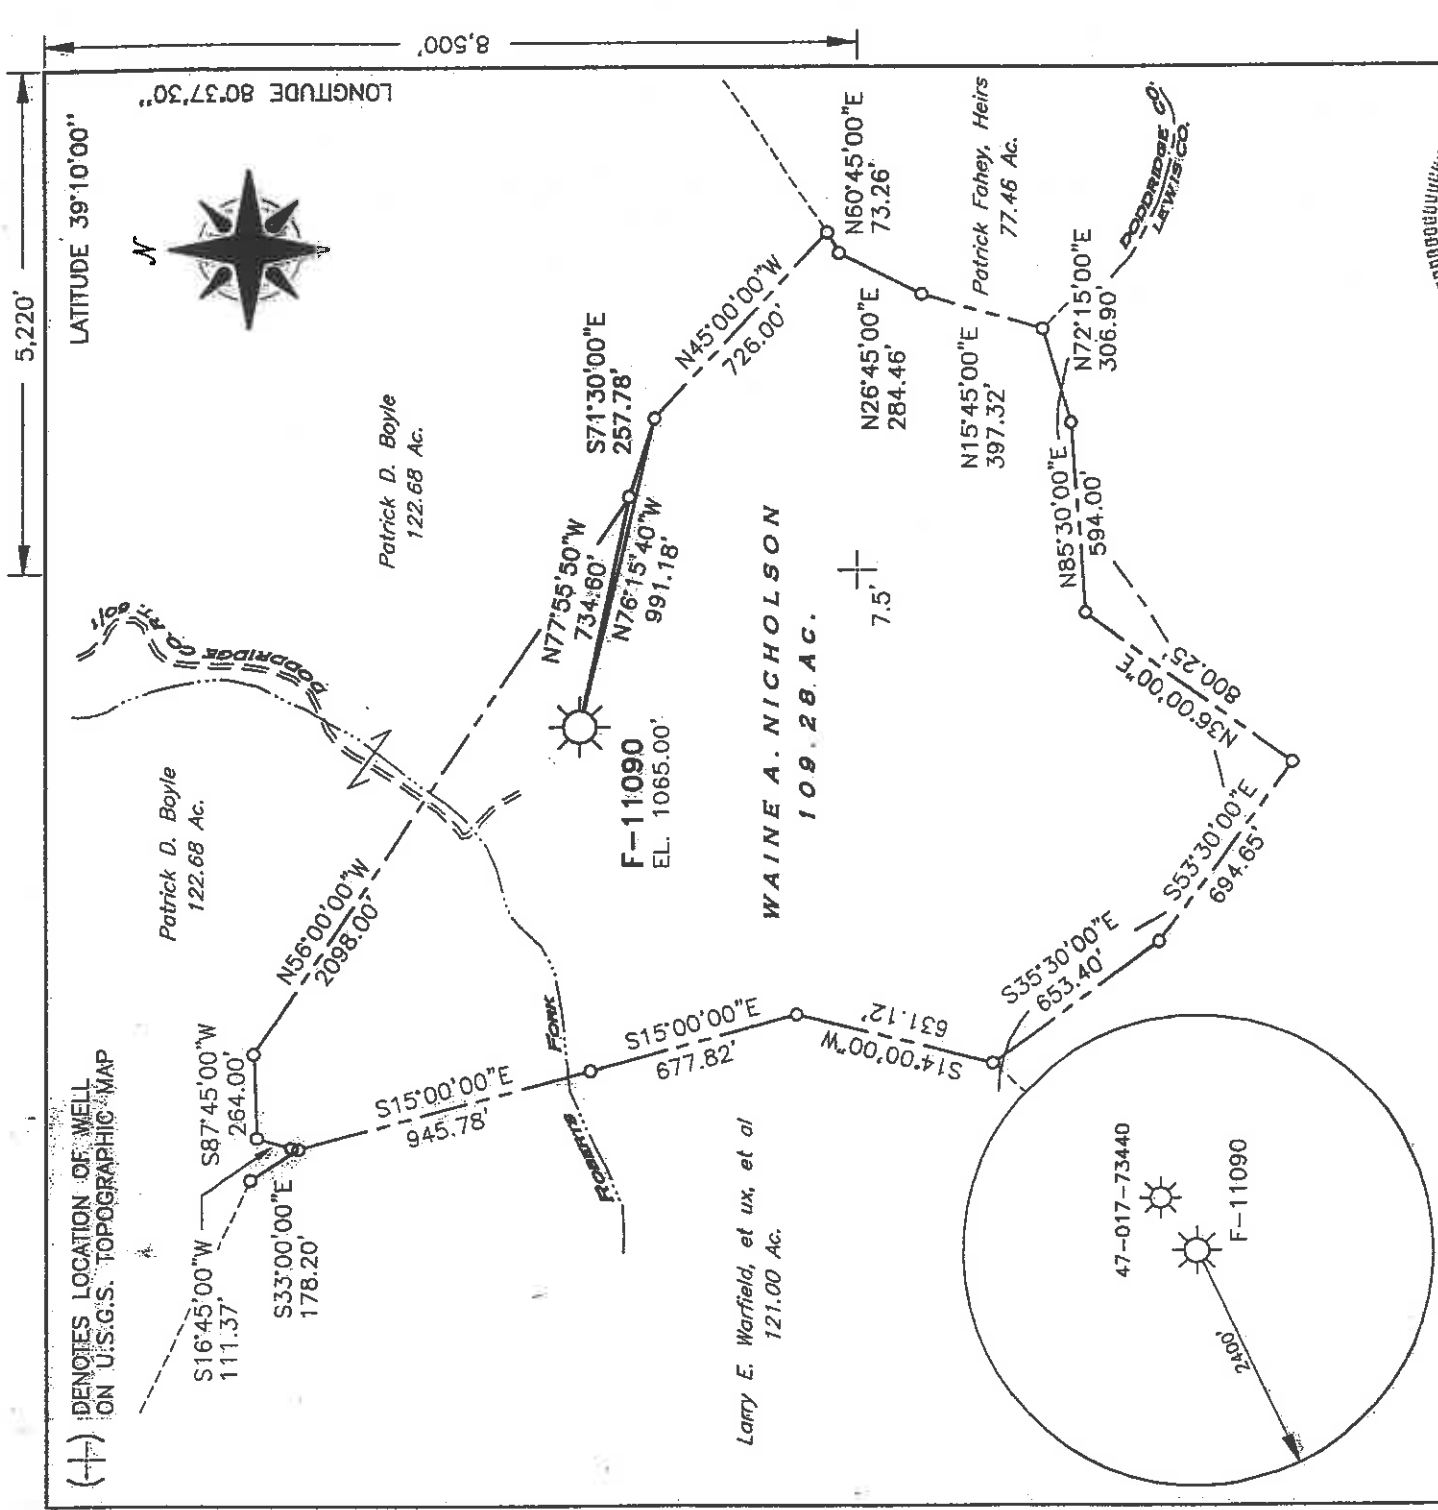 8,500'
5,220'
LATITUDE 39°10'00"
LONGITUDE 80°37'30"
N
(-|-) DENOTES LOCATION OF WELL
ON U.S.G.S. TOPOGRAPHIC MAP
Patrick D. Boyle
122.68 Ac.
Patrick D. Boyle
122.68 Ac.
DODDRIDGE CO. RT. 60/1
S16°45'00"W
111.37'
S87°45'00"W
264.00'
S33°00'00"E
178.20'
N56°00'00"W
2098.00'
N77°55'50"W
734.60'
N76°15'40"W
991.18'
S71°30'00"E
257.78'
N45°00'00"W
726.00'
N60°45'00"E
73.26'
Patrick Fahey, Heirs
77.46 Ac.
DODDRIDGE CO.
LEWIS CO.
N26°45'00"E
284.46'
N15°45'00"E
397.32'
N72°15'00"E
306.90'
N85°30'00"E
594.00'
N36°00'00"E
800.25'
S53°30'00"E
694.65'
S35°30'00"E
653.40'
S14°00'00"W
631.12'
S15°00'00"E
677.82'
S15°00'00"E
945.78'
ROBERTS FORK
F-11090
EL. 1065.00'
WAINE A. NICHOLSON
109.28 AC.
7.5'
Larry E. Warfield, et ux, et al
121.00 Ac.
47-017-73440
F-11090
2400'